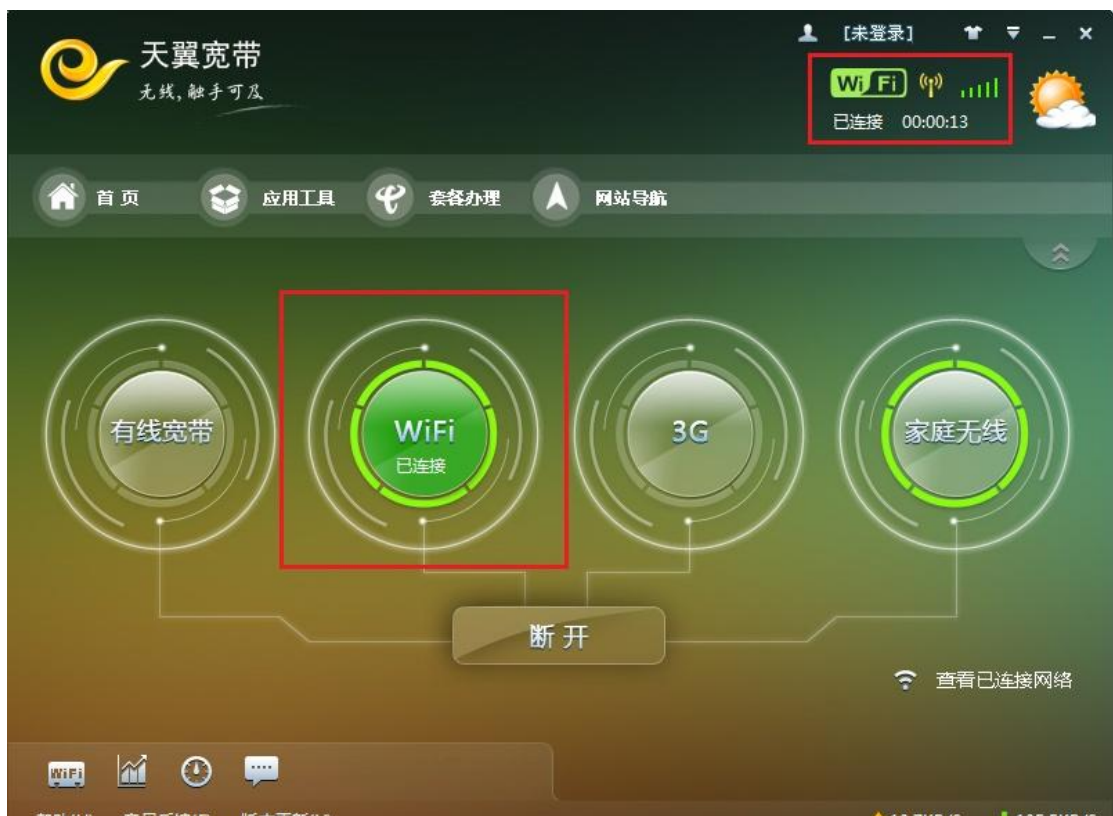 天翼宽带
无线,触手可及
[未登录]
WiFi
已连接 00:00:13
首页 应用工具 套餐办理 网站导航
有线宽带
WiFi
已连接
3G
家庭无线
断开
查看已连接网络
WiFi